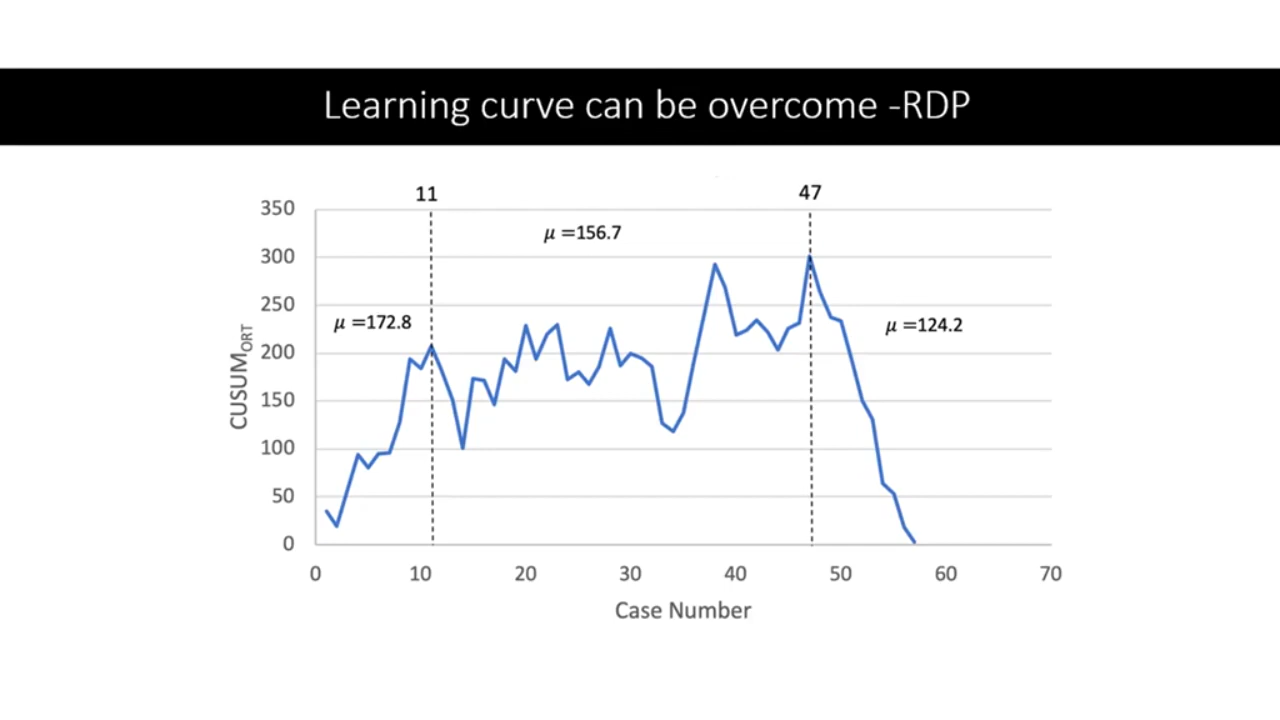 Learning curve can be overcome -RDP
11
47
350
300
250
200
150
100
50
0
μ =156.7
μ =172.8
μ =124.2
CUSUMORT
0 10 20 30 40 50 60 70
Case Number